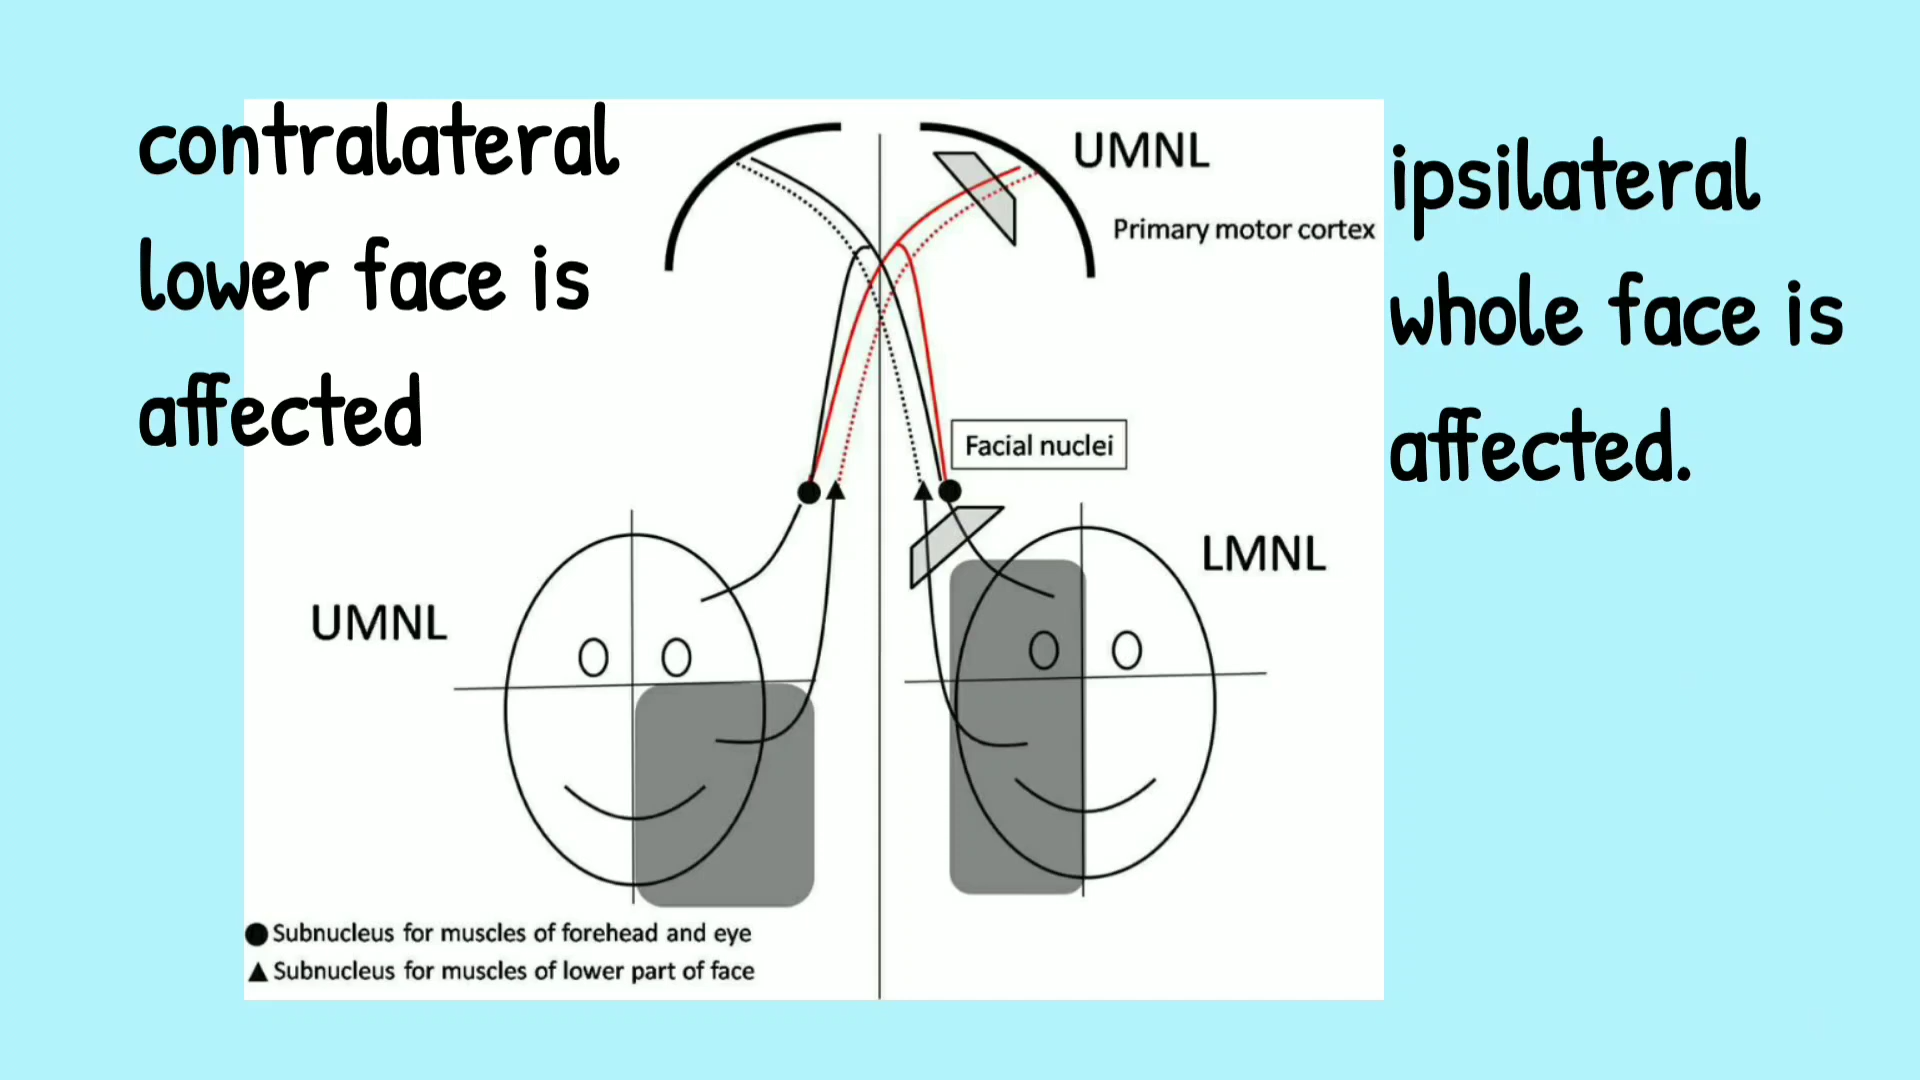 contralateral
lower face is
affected
UMNL
Primary motor cortex
ipsilateral
whole face is
affected.
Facial nuclei
LMNL
UMNL
Subnucleus for muscles of forehead and eye
Subnucleus for muscles of lower part of face